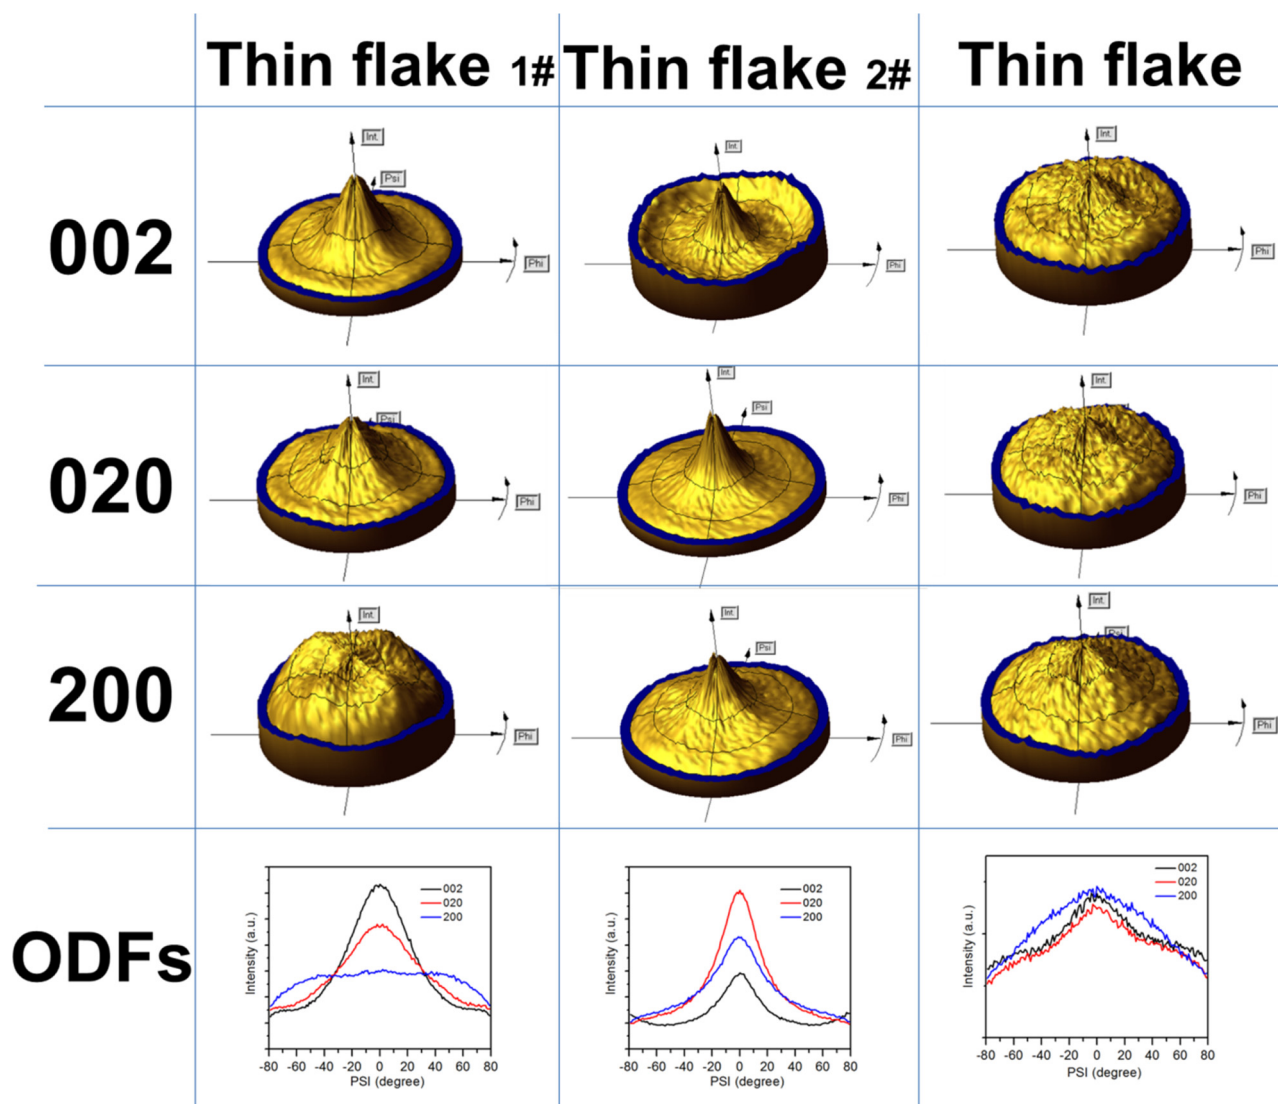 Thin flake 1# Thin flake 2# Thin flake
002
Int.
Psi
Phi
Int.
Phi
Int.
Phi
020
Int.
Psi
Phi
Int.
Psi
Phi
Int.
Phi
200
Int.
Phi
Int.
Psi
Phi
Int.
Psi
Phi
ODFs
Intensity (a.u.)
002
020
200
-80 -60 -40 -20 0 20 40 60 80
PSI (degree)
Intensity (a.u.)
002
020
200
-80 -60 -40 -20 0 20 40 60 80
PSI (degree)
Intensity (a.u.)
002
020
200
-80 -60 -40 -20 0 20 40 60 80
PSI (degree)